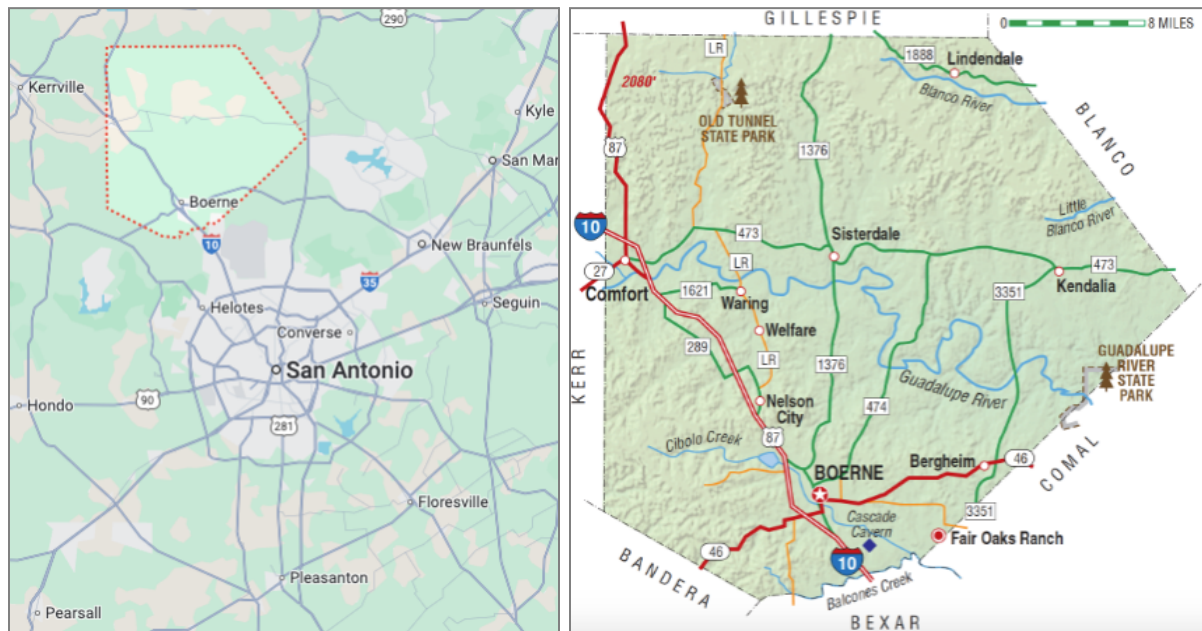 290
Kerrville
Kyle
San Mar
Boerne
10
New Braunfels
35
Seguin
Helotes
Converse
San Antonio
90
Hondo
281
Floresville
Pleasanton
Pearsall
GILLESPIE
0
8 MILES
LR
1888
Lindendale
2080'
Blanco River
OLD TUNNEL
STATE PARK
BLANCO
87
1376
Little
Blanco River
10
473
Sisterdale
LR
473
27
Comfort
Kendalia
1621
Waring
3351
Welfare
289
LR
1376
GUADALUPE
RIVER
STATE
PARK
KERR
Guadalupe River
Nelson
City
474
87
Cibolo Creek
COMAL
Bergheim
46
BOERNE
3351
Cascade
Cavern
Fair Oaks Ranch
46
10
BANDERA
Balcones Creek
BEXAR